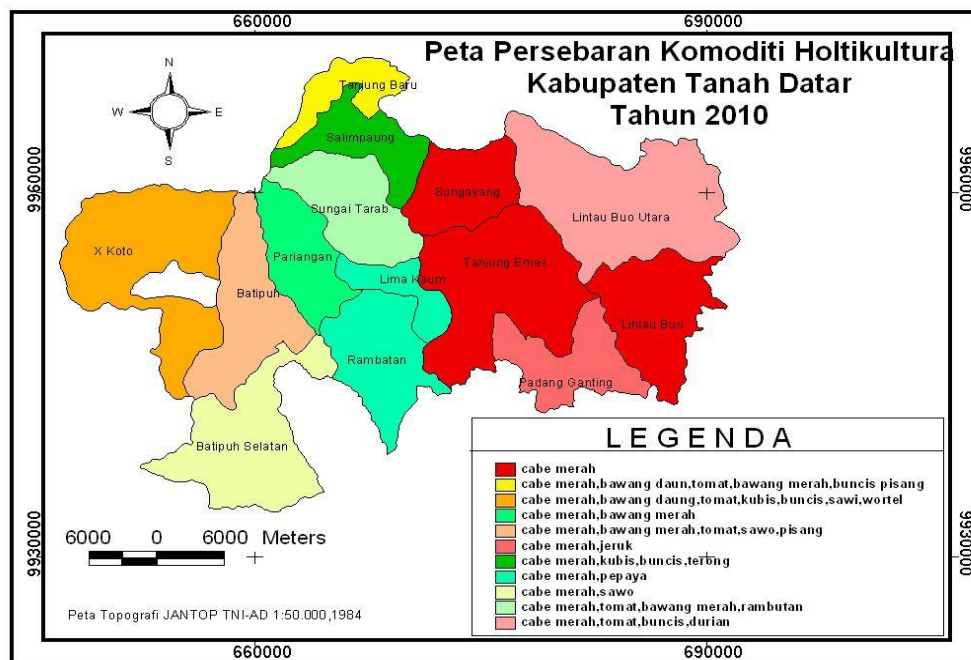 660000
690000
Peta Persebaran Komoditi Holtikultura
Kabupaten Tanah Datar
Tahun 2010
N
W
E
S
Tanjung Baru
Salimpaung
9960000
9960000
Sungayang
Sungai Tarab
Lintau Buo Utara
X Koto
Pariangan
Tanjung Emas
Lima Kaum
Batipuh
Lintau Buo
Rambatan
Padang Ganting
Batipuh Selatan
LEGENDA
cabe merah
cabe merah,bawang daun,tomat,bawang merah,buncis pisang
cabe merah,bawang daung,tomat,kubis,buncis,sawi,wortel
cabe merah,bawang merah
cabe merah,bawang merah,tomat,sawo,pisang
cabe merah,jeruk
cabe merah,kubis,buncis,terong
cabe merah,pepaya
cabe merah,sawo
cabe merah,tomat,bawang merah,rambutan
cabe merah,tomat,buncis,durian
9930000
9930000
6000 0 6000 Meters
Peta Topografi JANTOP TNI-AD 1:50.000,1984
660000
690000